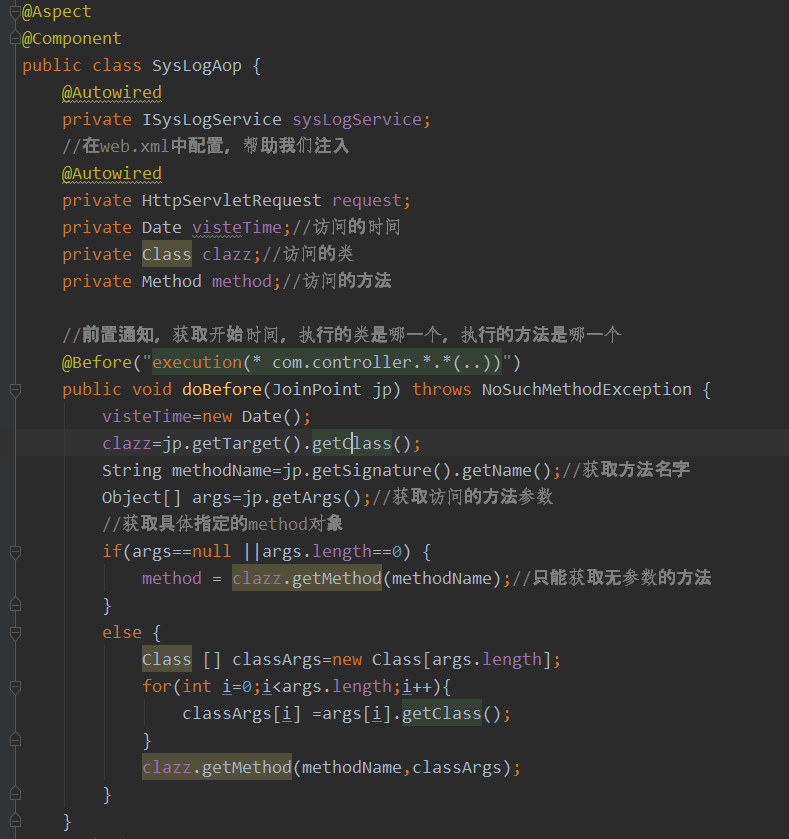 @Aspect
@Component
public class SysLogAop {
    @Autowired
    private ISysLogService sysLogService;
    //在web.xml中配置, 帮助我们注入
    @Autowired
    private HttpServletRequest request;
    private Date visteTime;//访问的时间
    private Class clazz;//访问的类
    private Method method;//访问的方法

    //前置通知, 获取开始时间, 执行的类是哪一个, 执行的方法是哪一个
    @Before("execution(* com.controller.*.*(..))")
    public void doBefore(JoinPoint jp) throws NoSuchMethodException {
        visteTime=new Date();
        clazz=jp.getTarget().getClass();
        String methodName=jp.getSignature().getName();//获取方法名字
        Object[] args=jp.getArgs();//获取访问的方法参数
        //获取具体指定的method对象
        if(args==null ||args.length==0) {
            method = clazz.getMethod(methodName);//只能获取无参数的方法
        }
        else {
            Class [] classArgs=new Class[args.length];
            for(int i=0;i<args.length;i++){
                classArgs[i] =args[i].getClass();
            }
            clazz.getMethod(methodName,classArgs);
        }
    }